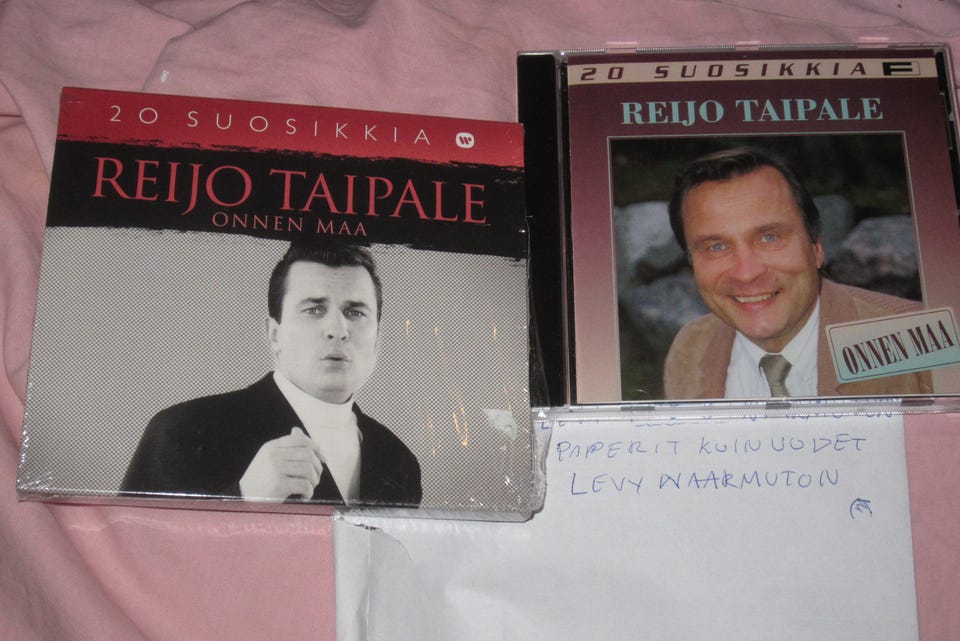 20 SUOSIKKIA
REIJO TAIPALE
ONNEN MAA
20 SUOSIKKIA F
REIJO TAIPALE
ONNEN MAA
PAPERIT KUIN UUDET
LEVY NAARMUTON